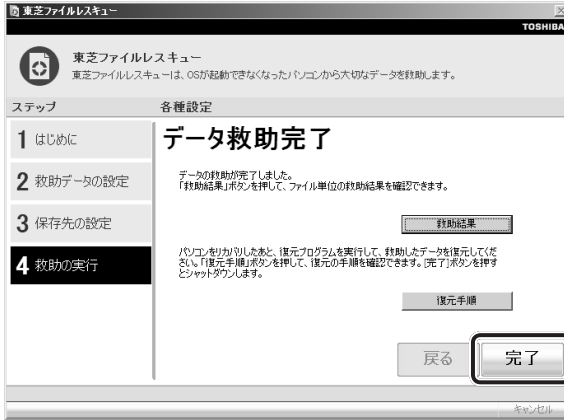 東芝ファイルレスキュー
TOSHIBA
東芝ファイルレスキュー
東芝ファイルレスキューは、OSが起動できなくなったパソコンから大切なデータを救助します。
ステップ
各種設定
1 はじめに
2 救助データの設定
3 保存先の設定
4 救助の実行
データ救助完了
データの救助が完了しました。
「救助結果」ボタンを押して、ファイル単位の救助結果を確認できます。
救助結果
パソコンをリカバリしたあと、復元プログラムを実行して、救助したデータを復元してくだ
さい。「復元手順」ボタンを押して、復元の手順を確認できます。[完了]ボタンを押す
とシャットダウンします。
復元手順
戻る
完了
キャンセル